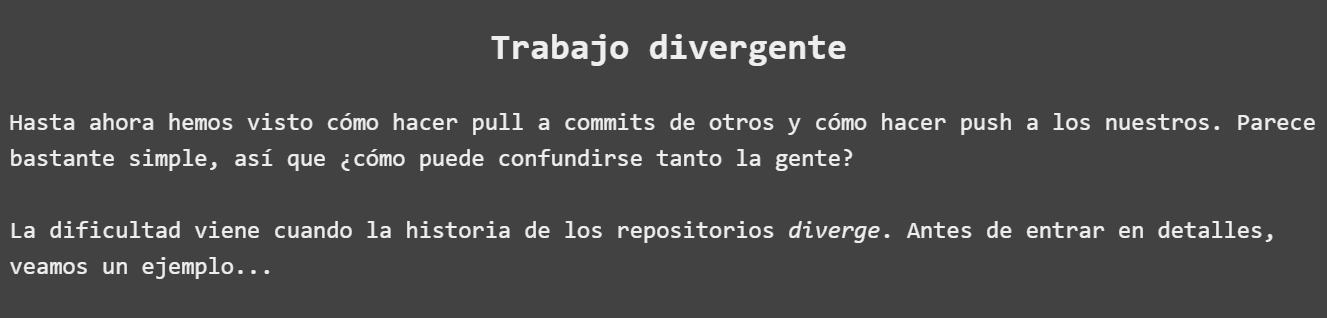 Trabajo divergente
Hasta ahora hemos visto cómo hacer pull a commits de otros y cómo hacer push a los nuestros. Parece
bastante simple, así que ¿cómo puede confundirse tanto la gente?
La dificultad viene cuando la historia de los repositorios diverge. Antes de entrar en detalles,
veamos un ejemplo...